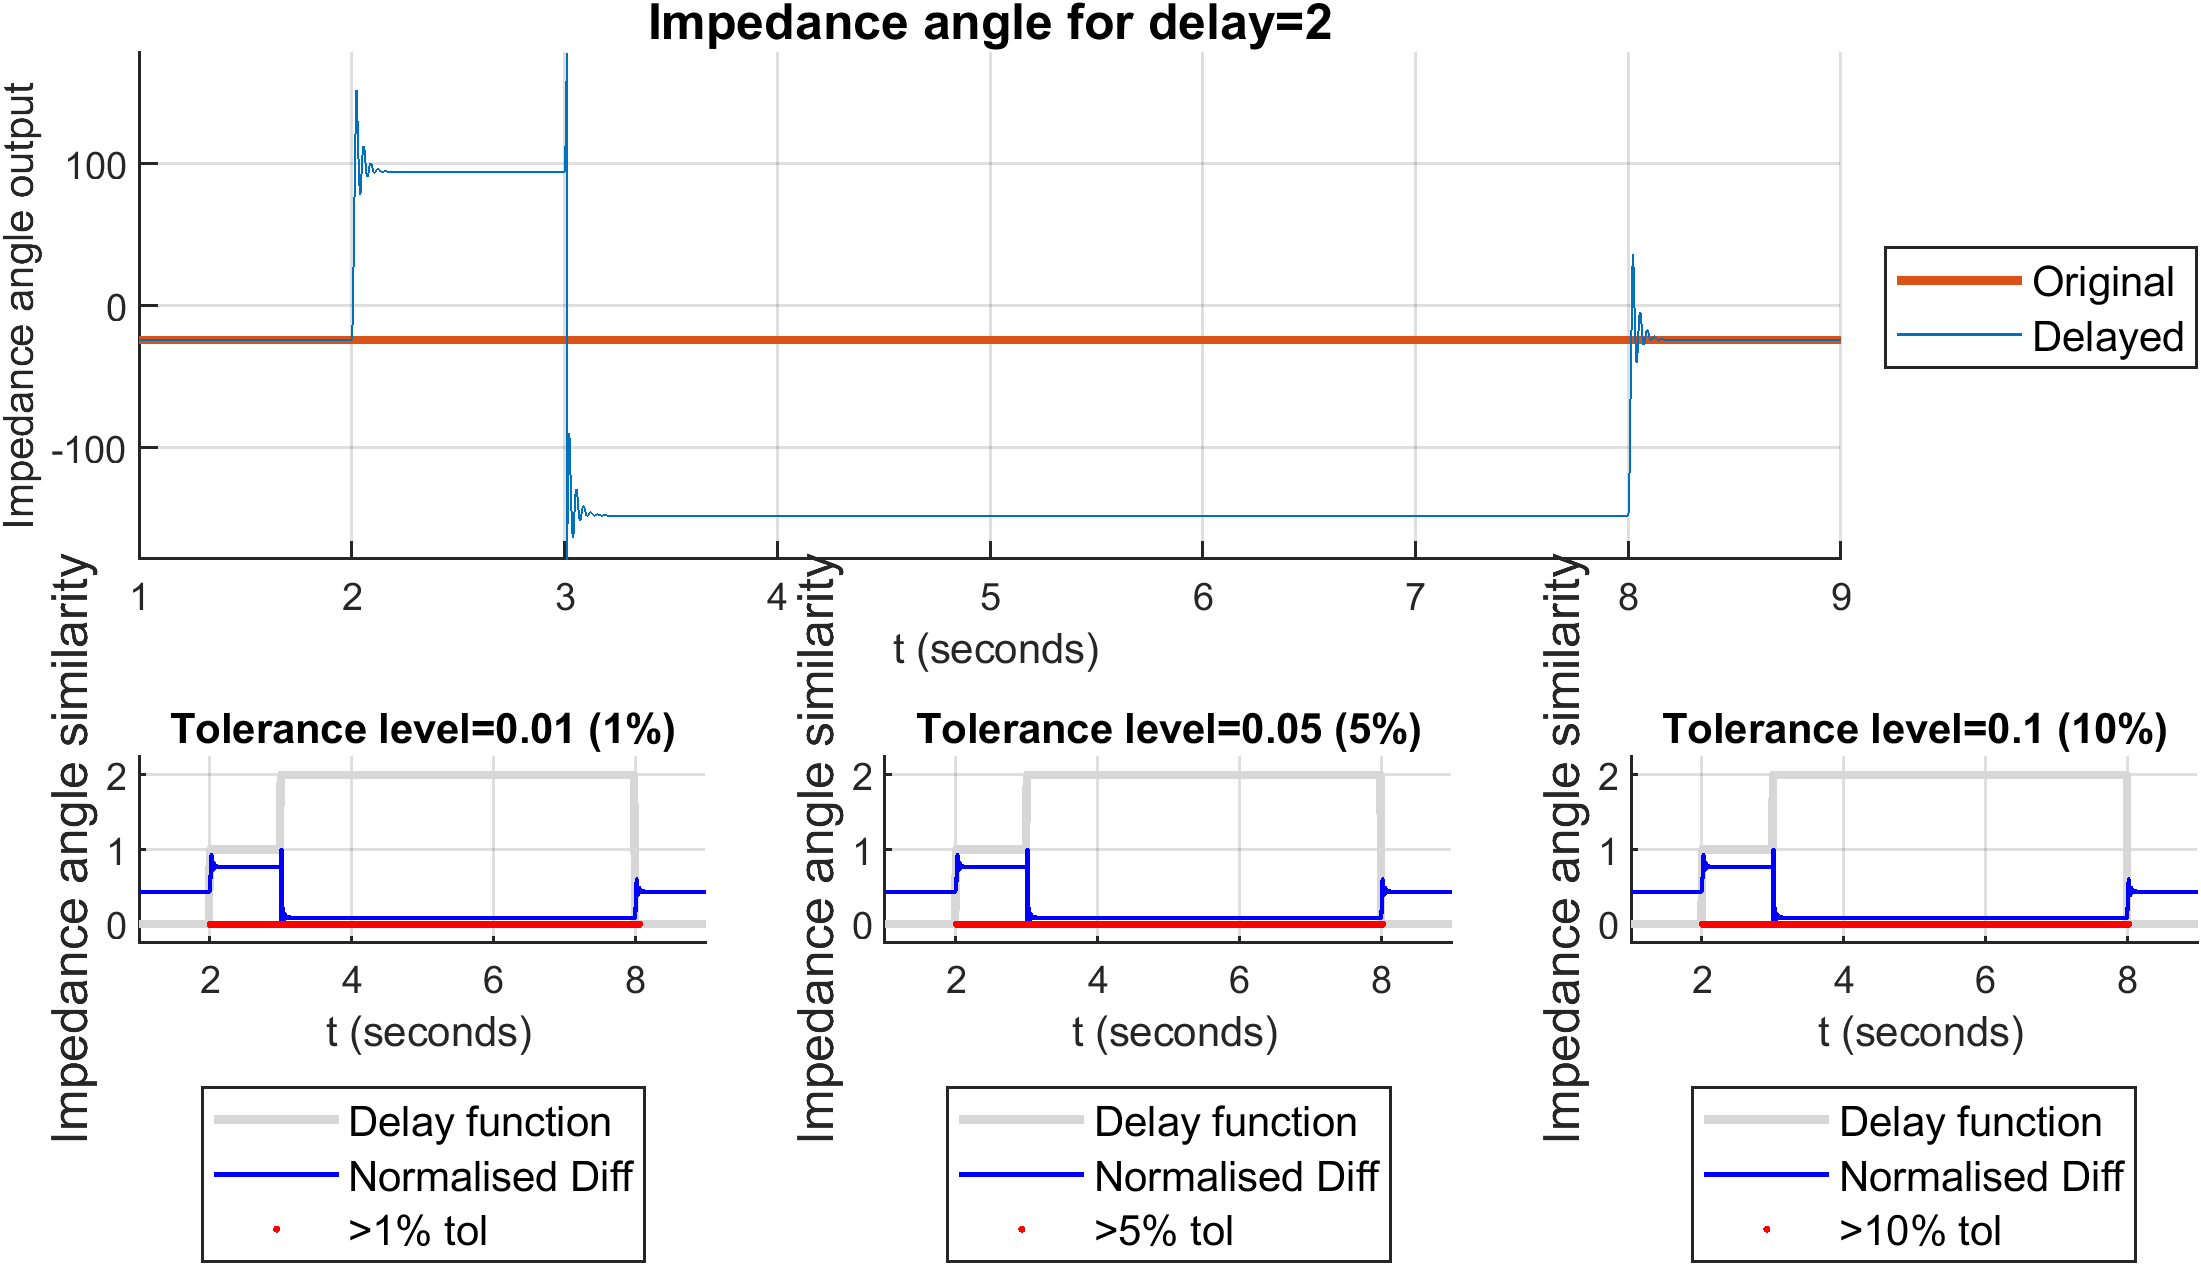 Impedance angle for delay=2
Impedance angle output
100
0
-100
1 2 3 4 5 6 7 8 9
t (seconds)
Original
Delayed
Tolerance level=0.01 (1%)
Impedance angle similarity
2
1
0
2 4 6 8
t (seconds)
Delay function
Normalised Diff
>1% tol
Tolerance level=0.05 (5%)
Impedance angle similarity
2
1
0
2 4 6 8
t (seconds)
Delay function
Normalised Diff
>5% tol
Tolerance level=0.1 (10%)
Impedance angle similarity
2
1
0
2 4 6 8
t (seconds)
Delay function
Normalised Diff
>10% tol